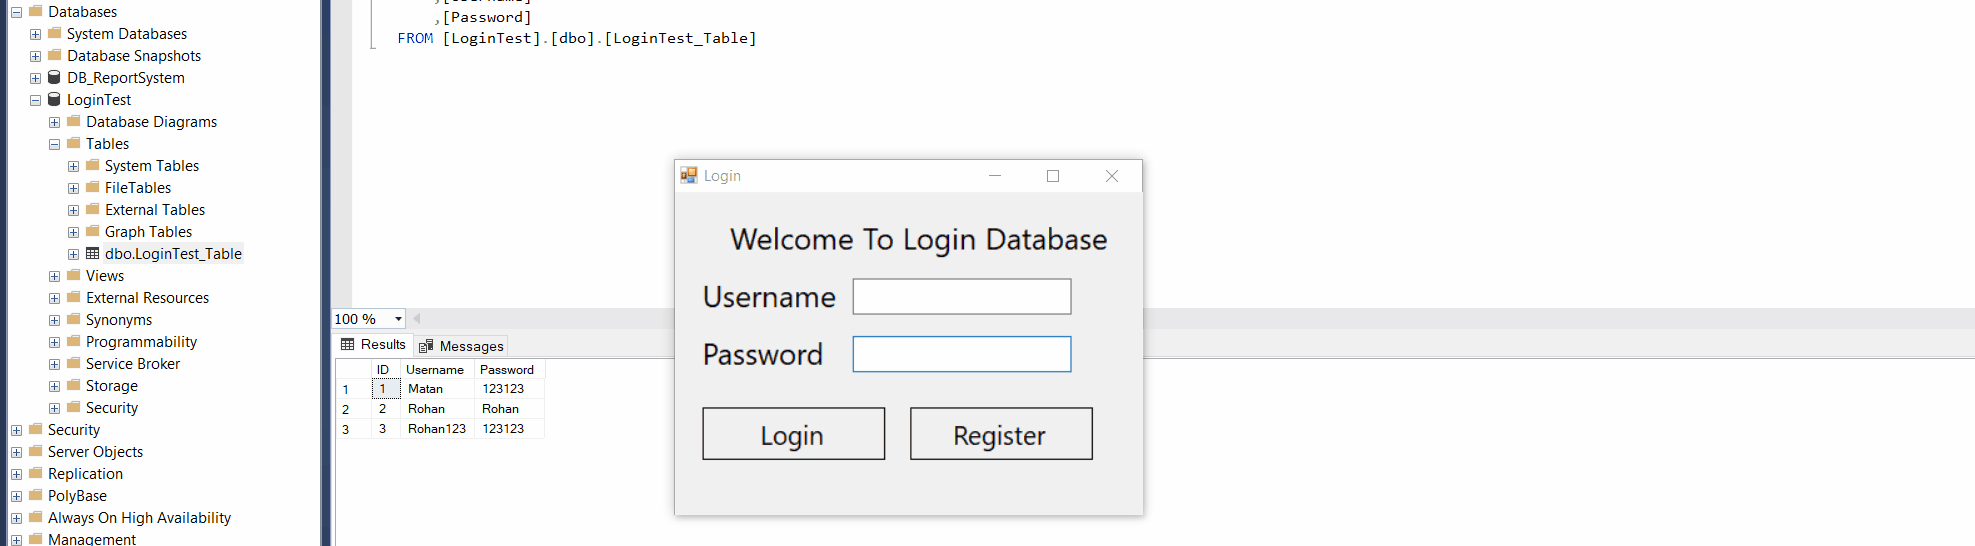 Databases
System Databases
Database Snapshots
DB_ReportSystem
LoginTest
Database Diagrams
Tables
System Tables
FileTables
External Tables
Graph Tables
dbo.LoginTest_Table
Views
External Resources
Synonyms
Programmability
Service Broker
Storage
Security
Security
Server Objects
Replication
PolyBase
Always On High Availability
Management
,[Password]
FROM [LoginTest].[dbo].[LoginTest_Table]
100 %
Results Messages
ID Username Password
1 1 Matan 123123
2 2 Rohan Rohan
3 3 Rohan123 123123
Login
Welcome To Login Database
Username
Password
Login Register